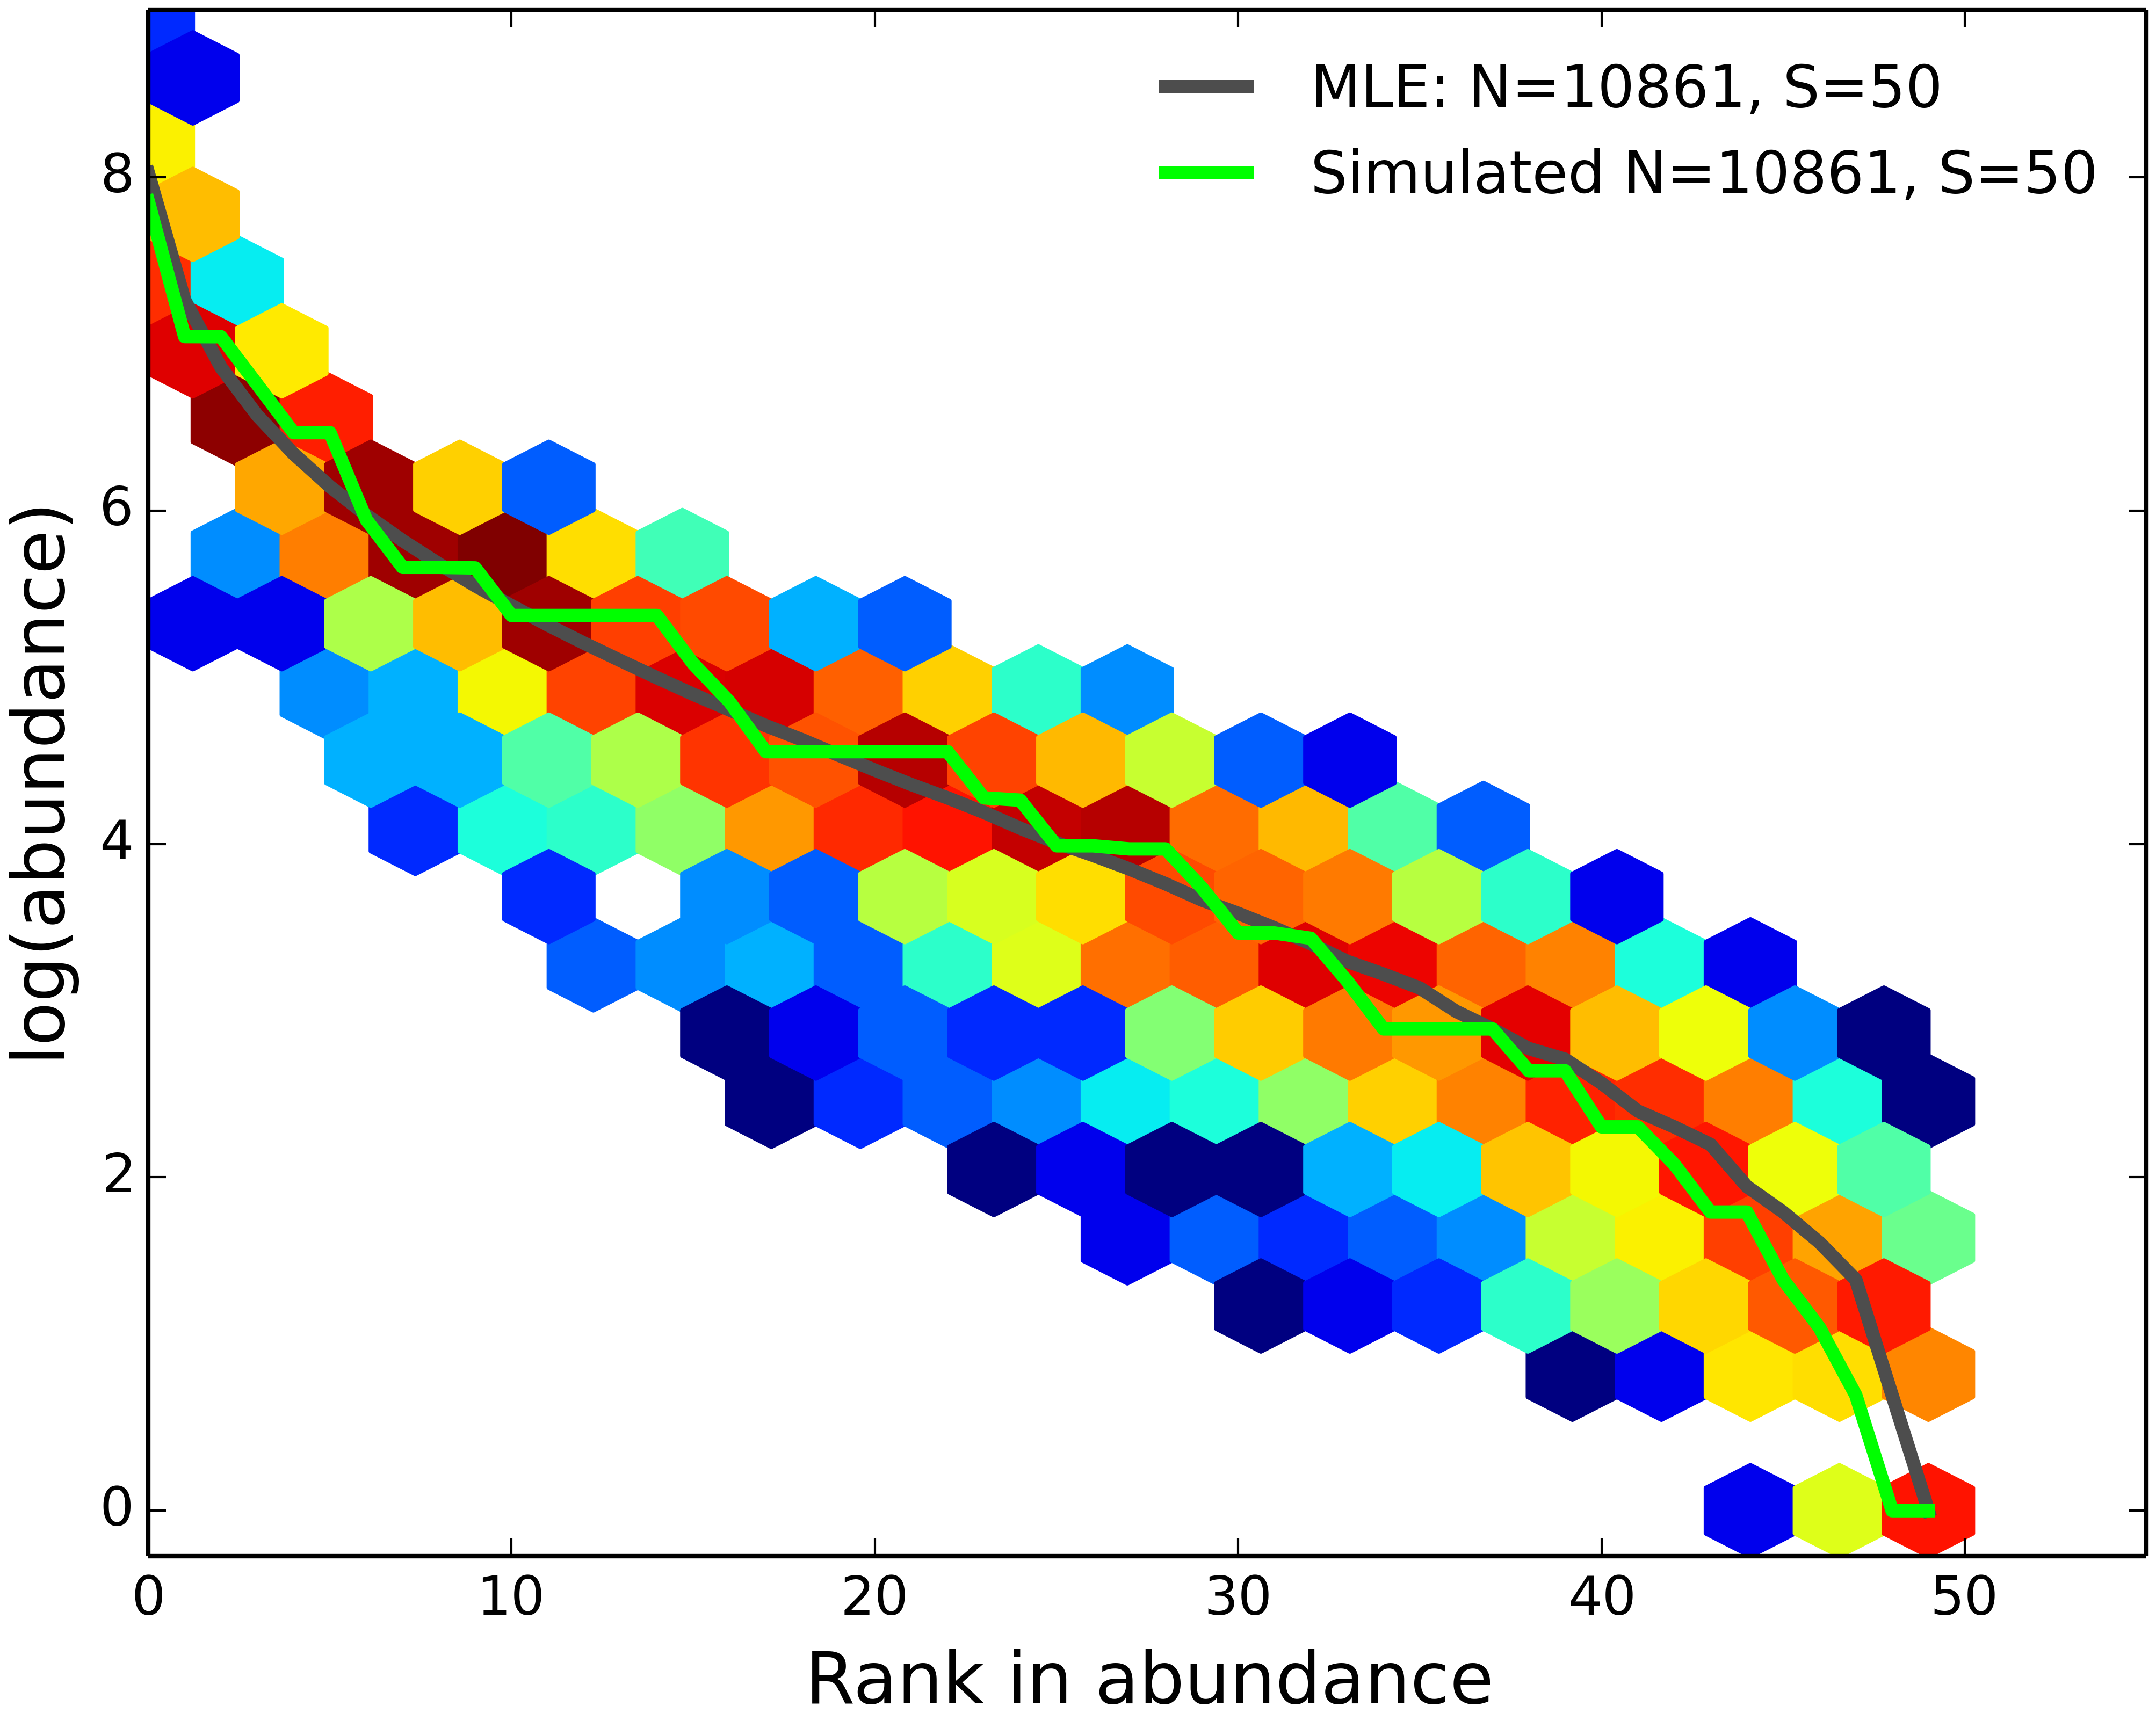 MLE: N=10861, S=50
Simulated N=10861, S=50
log(abundance)
8
6
4
2
0
0 10 20 30 40 50
Rank in abundance